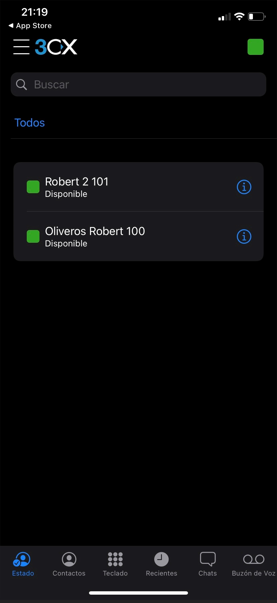 21:19
App Store
3CX
Buscar
Todos
Robert 2 101
Disponible
Oliveros Robert 100
Disponible
Estado
Contactos
Teclado
Recientes
Chats
Buzón de Voz